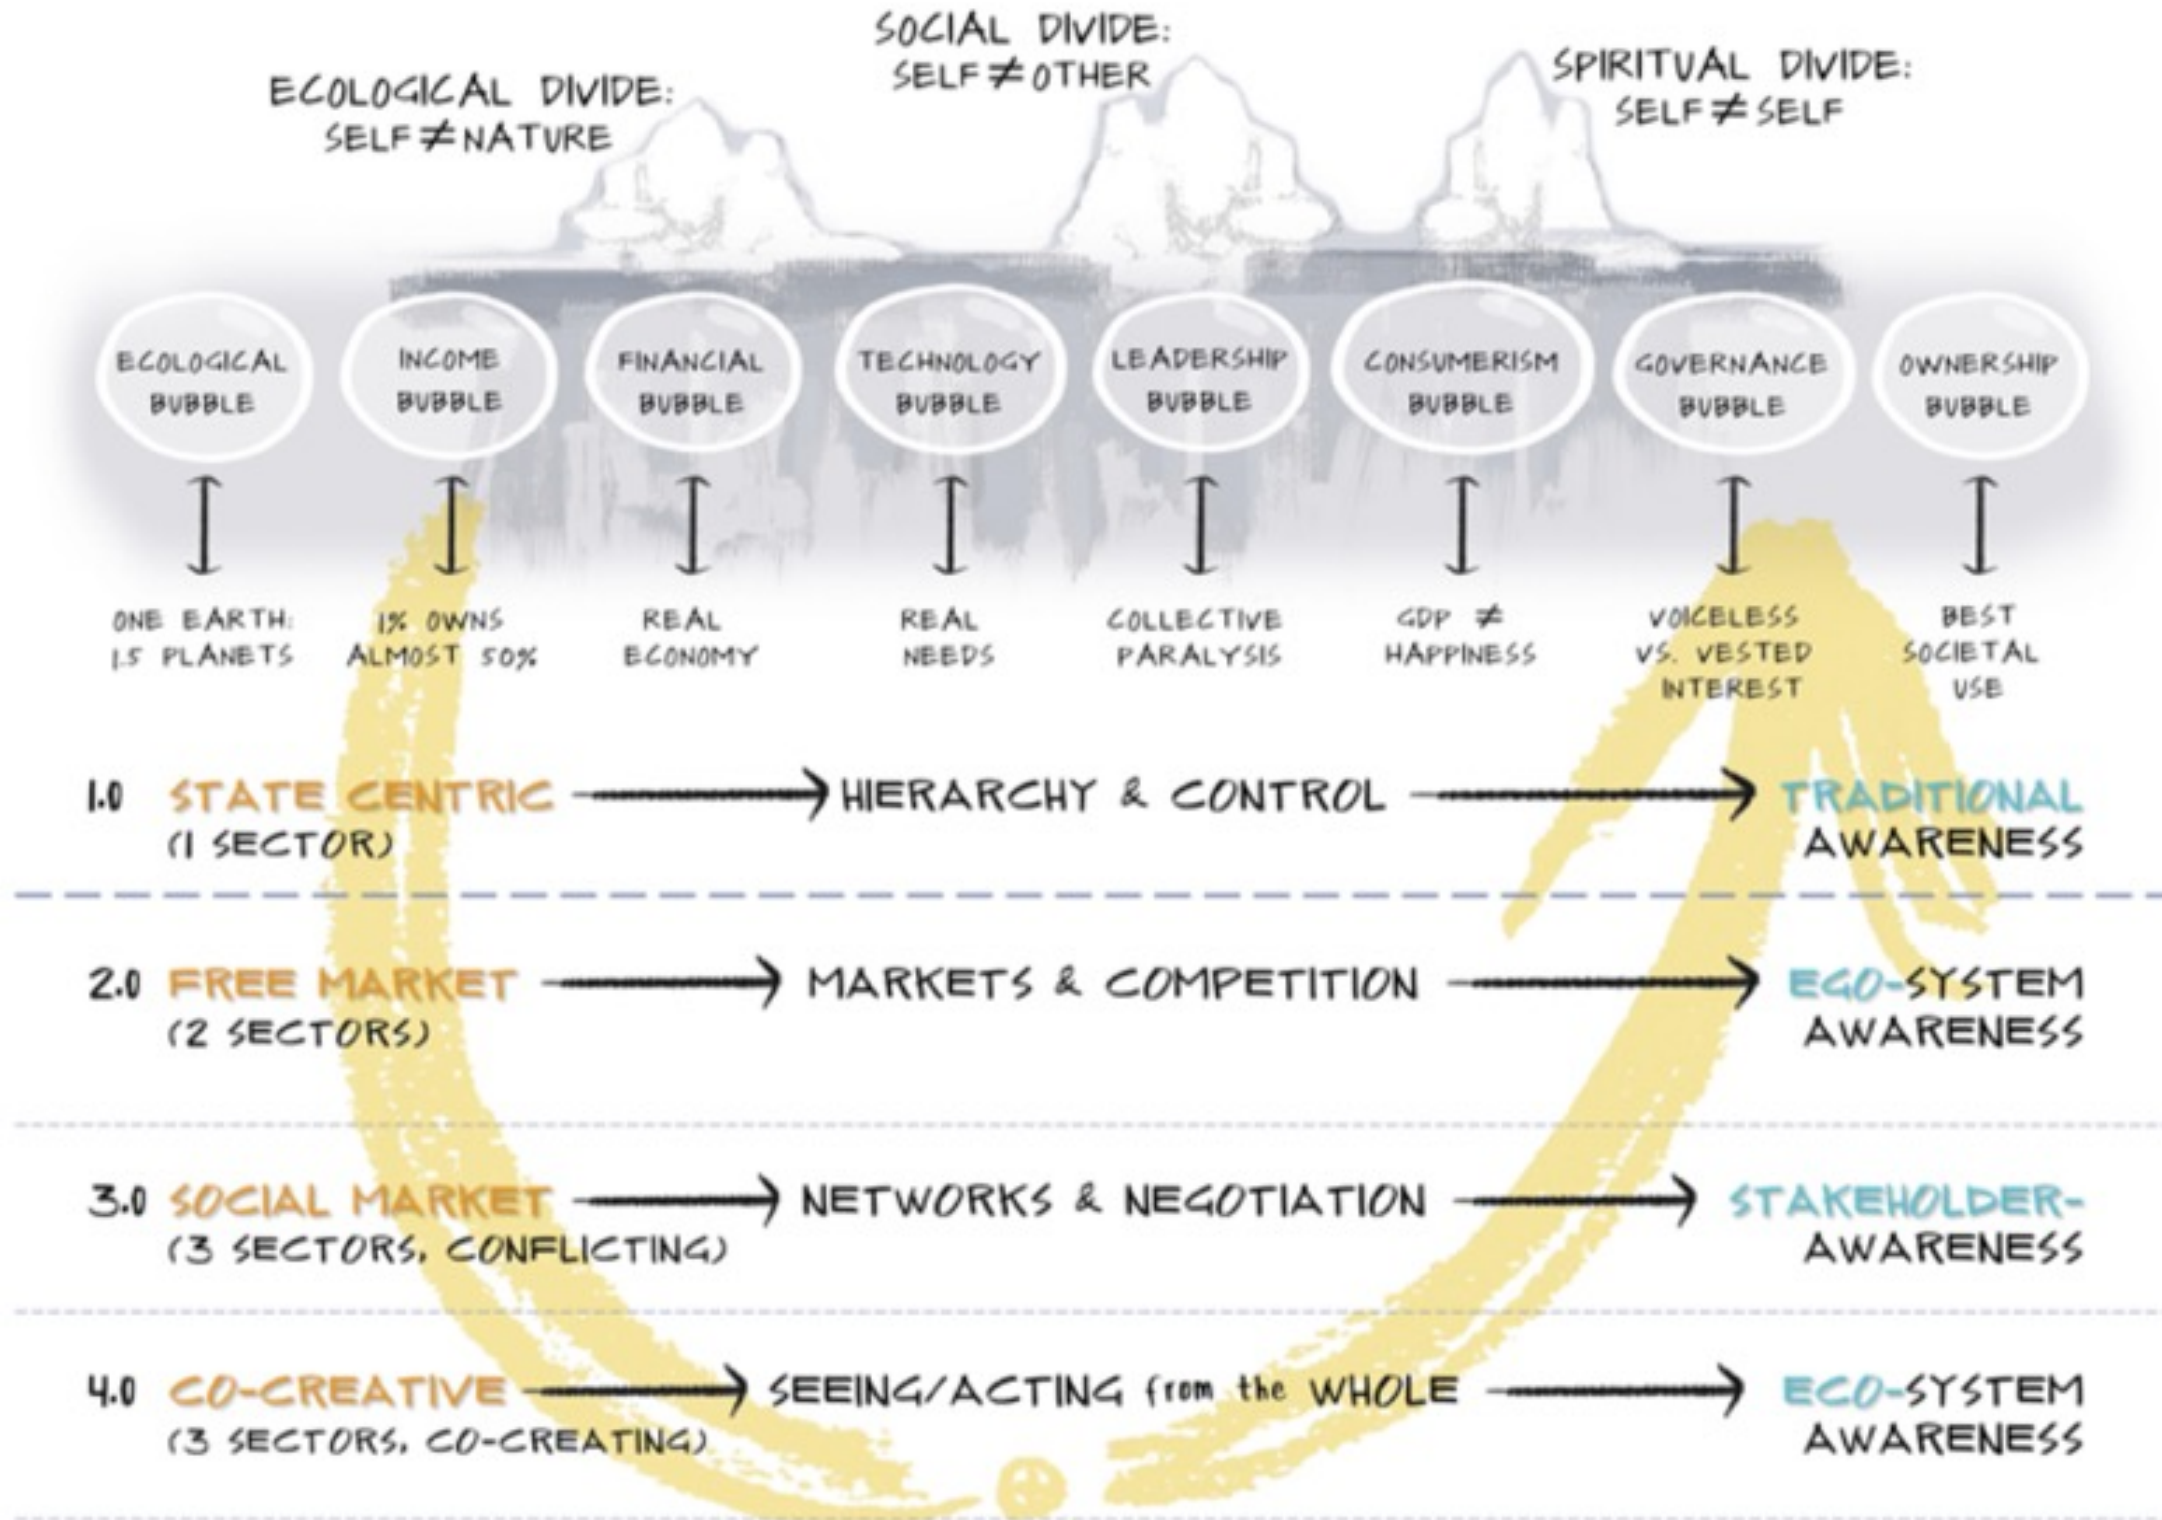 SOCIAL DIVIDE:
SELF ≠ OTHER
ECOLOGICAL DIVIDE:
SELF ≠ NATURE
SPIRITUAL DIVIDE:
SELF ≠ SELF
ECOLOGICAL
BUBBLE
INCOME
BUBBLE
FINANCIAL
BUBBLE
TECHNOLOGY
BUBBLE
LEADERSHIP
BUBBLE
CONSUMERISM
BUBBLE
GOVERNANCE
BUBBLE
OWNERSHIP
BUBBLE
ONE EARTH:
1.5 PLANETS
1% OWNS
ALMOST 50%
REAL
ECONOMY
REAL
NEEDS
COLLECTIVE
PARALYSIS
GDP ≠
HAPPINESS
VOICELESS
VS. VESTED
INTEREST
BEST
SOCIETAL
USE
1.0 STATE CENTRIC
(1 SECTOR)
HIERARCHY & CONTROL
TRADITIONAL
AWARENESS
2.0 FREE MARKET
(2 SECTORS)
MARKETS & COMPETITION
EGO-SYSTEM
AWARENESS
3.0 SOCIAL MARKET
(3 SECTORS, CONFLICTING)
NETWORKS & NEGOTIATION
STAKEHOLDER-
AWARENESS
4.0 CO-CREATIVE
(3 SECTORS, CO-CREATING)
SEEING/ACTING from the WHOLE
ECO-SYSTEM
AWARENESS